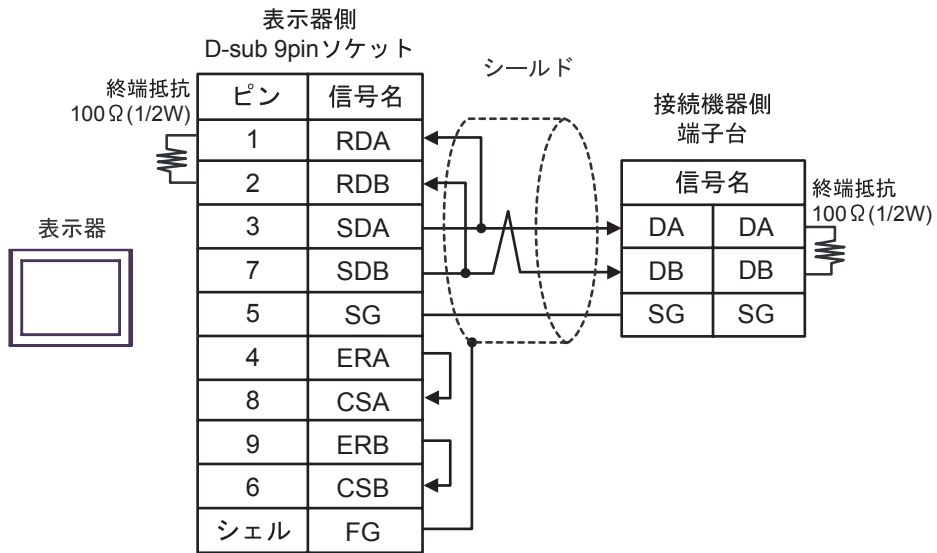 表示器側
D-sub 9pinソケット
シールド
終端抵抗
100Ω(1/2W)
接続機器側
端子台
ピン 信号名
1 RDA
2 RDB
3 SDA
7 SDB
5 SG
4 ERA
8 CSA
9 ERB
6 CSB
シェル FG
表示器
信号名
DA DA
DB DB
SG SG
終端抵抗
100Ω(1/2W)